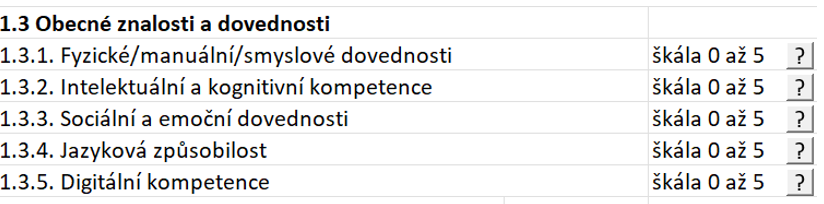 1.3 Obecné znalosti a dovednosti
1.3.1. Fyzické/manuální/smyslové dovednosti škála 0 až 5 ?
1.3.2. Intelektuální a kognitivní kompetence škála 0 až 5 ?
1.3.3. Sociální a emoční dovednosti škála 0 až 5 ?
1.3.4. Jazyková způsobilost škála 0 až 5 ?
1.3.5. Digitální kompetence škála 0 až 5 ?